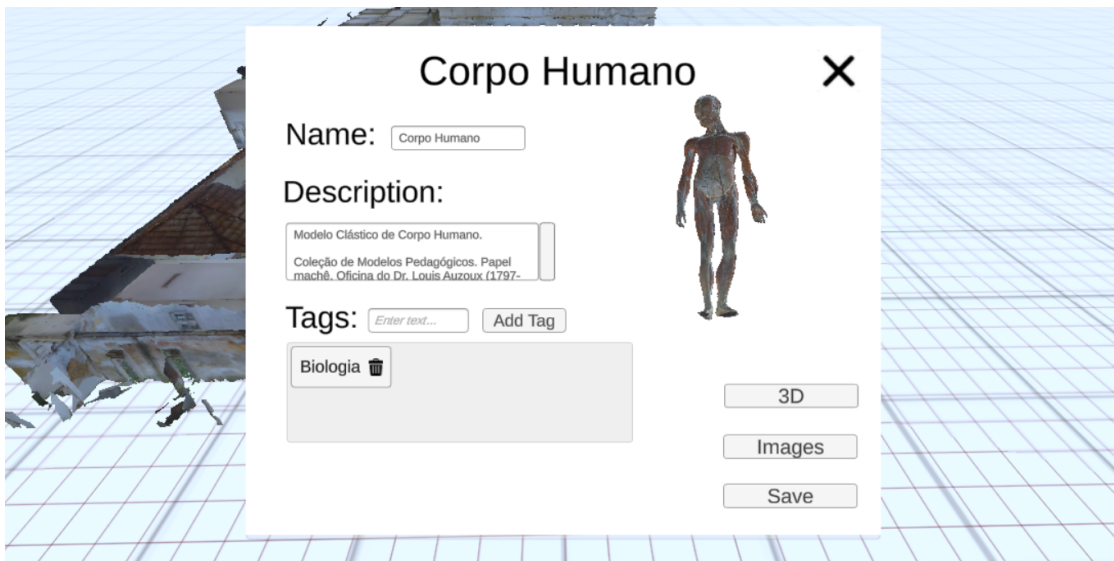 Corpo Humano
Name: Corpo Humano
Description:
Modelo Clástico de Corpo Humano.
Coleção de Modelos Pedagógicos. Papel
machê. Oficina do Dr. Louis Auzoux (1797-
Tags: Enter text... Add Tag
Biologia
3D
Images
Save